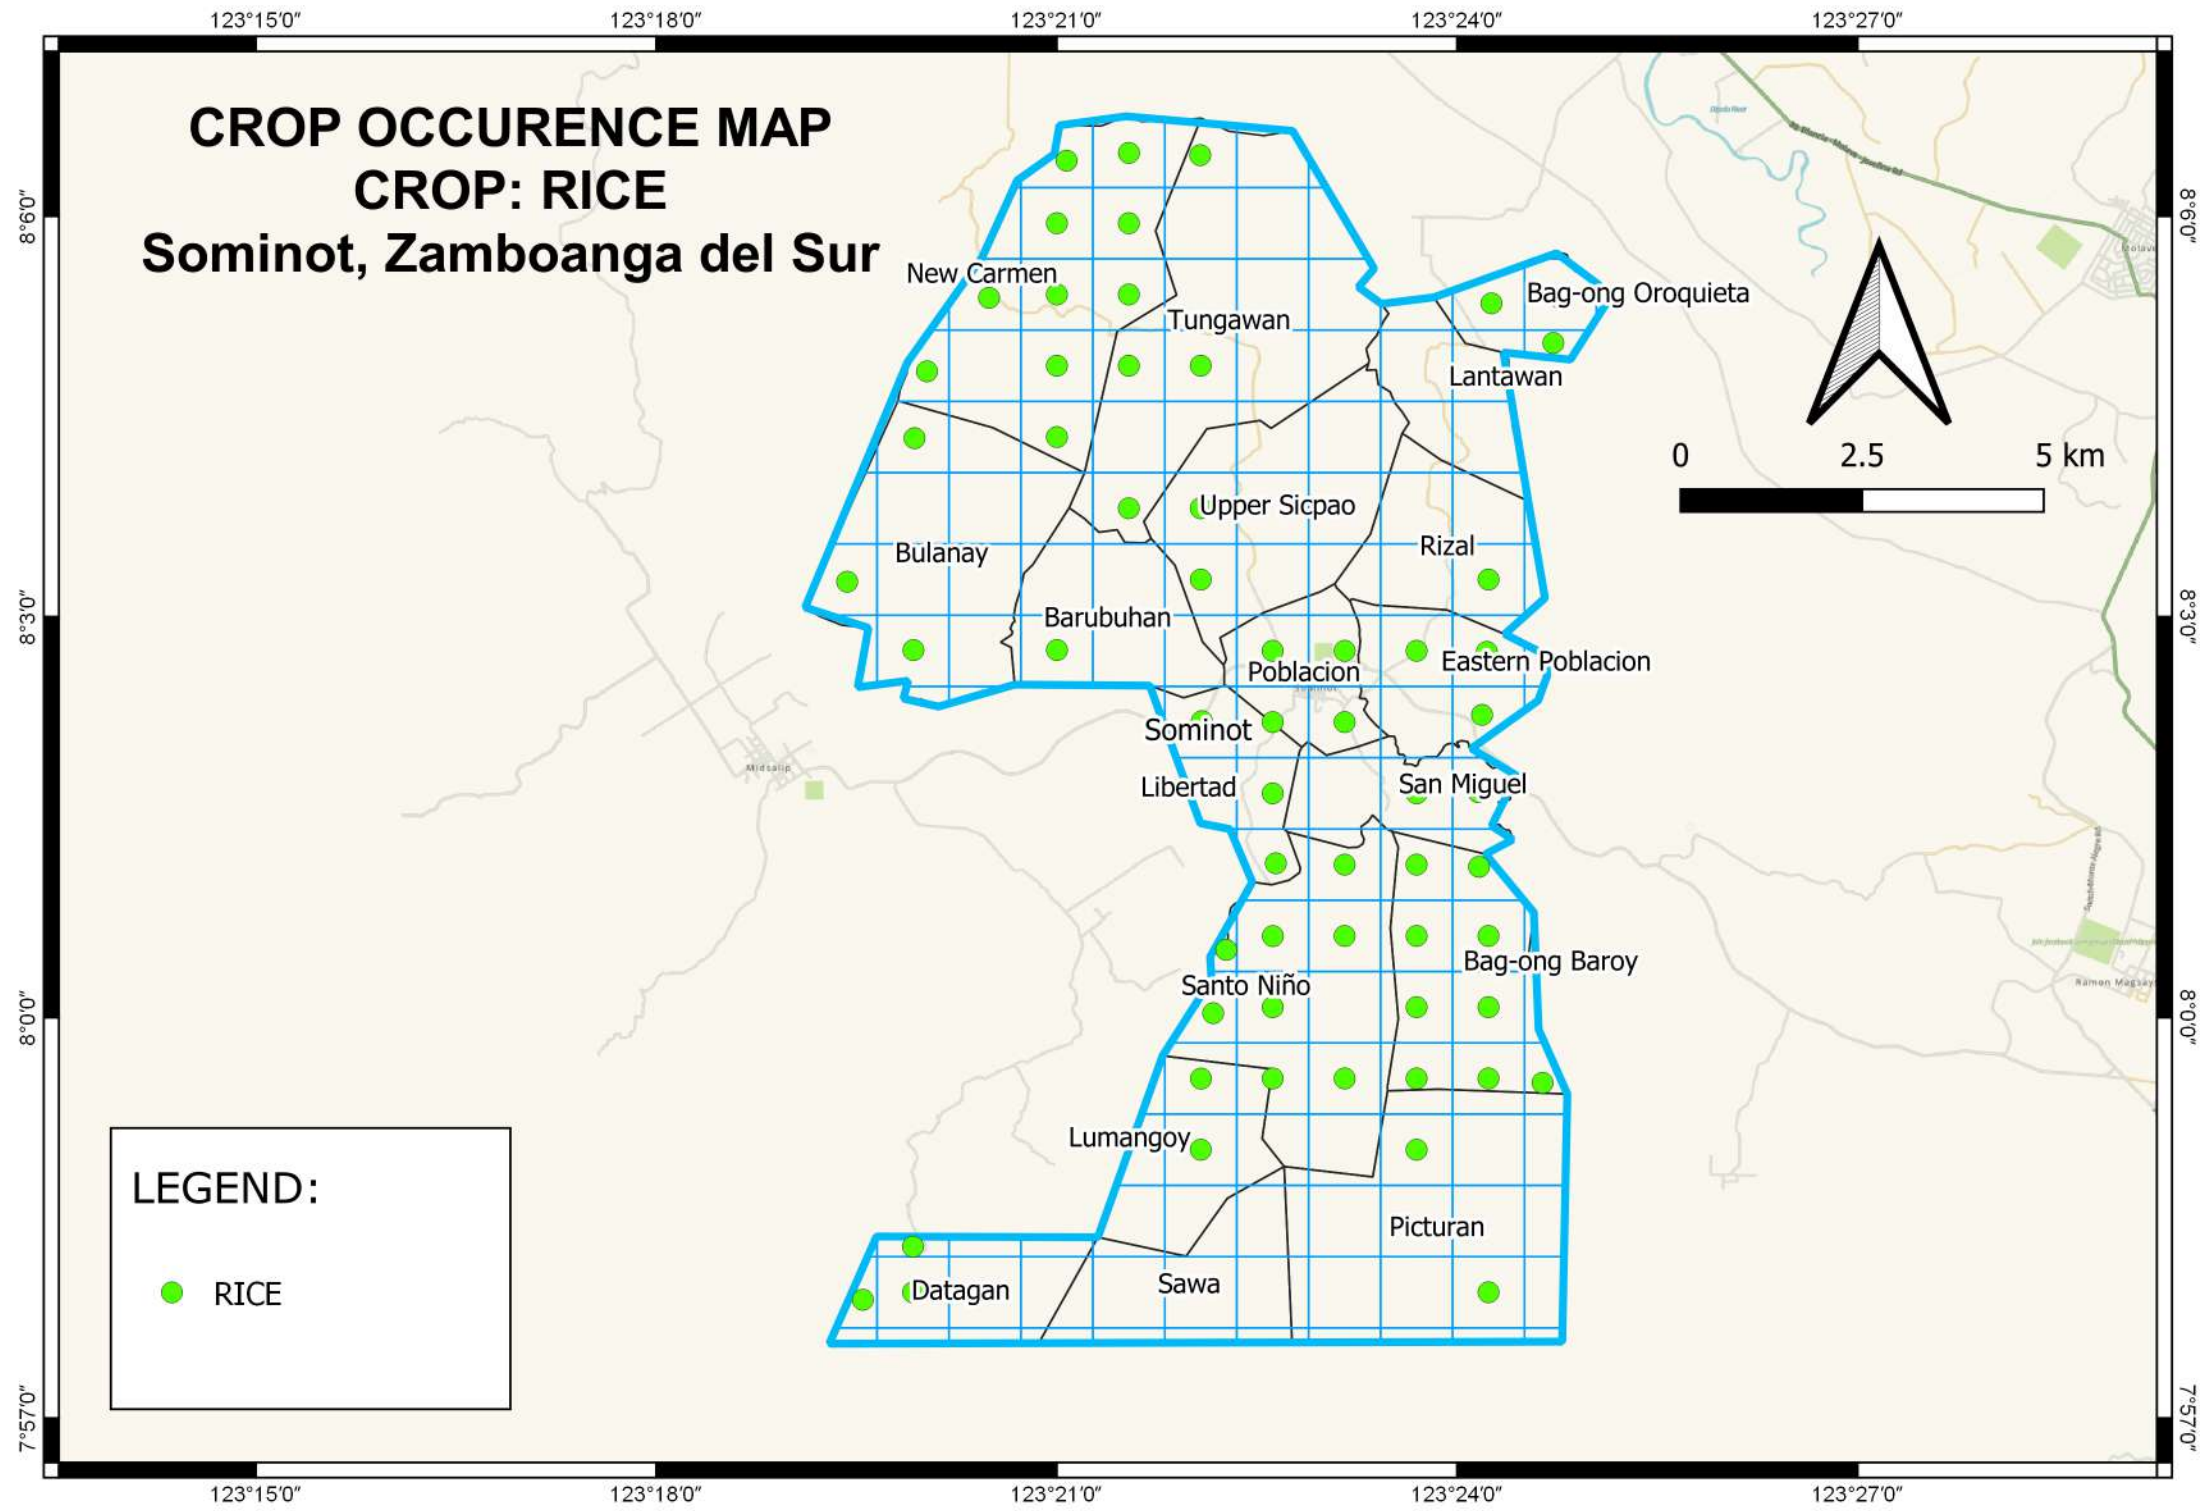 123°15'0" 123°18'0" 123°21'0" 123°24'0" 123°27'0"
CROP OCCURENCE MAP
CROP: RICE
Sominot, Zamboanga del Sur
8°6'0" 8°6'0"
New Carmen
Bag-ong Oroquieta
Tungawan
Lantawan
0 2.5 5 km
Upper Sicpao
Rizal
Bulanay
8°3'0" 8°3'0"
Barubuhan
Eastern Poblacion
Poblacion
Sominot
Midsalip
Libertad
San Miguel
Bag-ong Baroy
Santo Niño
8°0'0" 8°0'0"
Lumangoy
LEGEND:
Picturan
Sawa
Datagan
RICE
7°57'0" 7°57'0"
123°15'0" 123°18'0" 123°21'0" 123°24'0" 123°27'0"